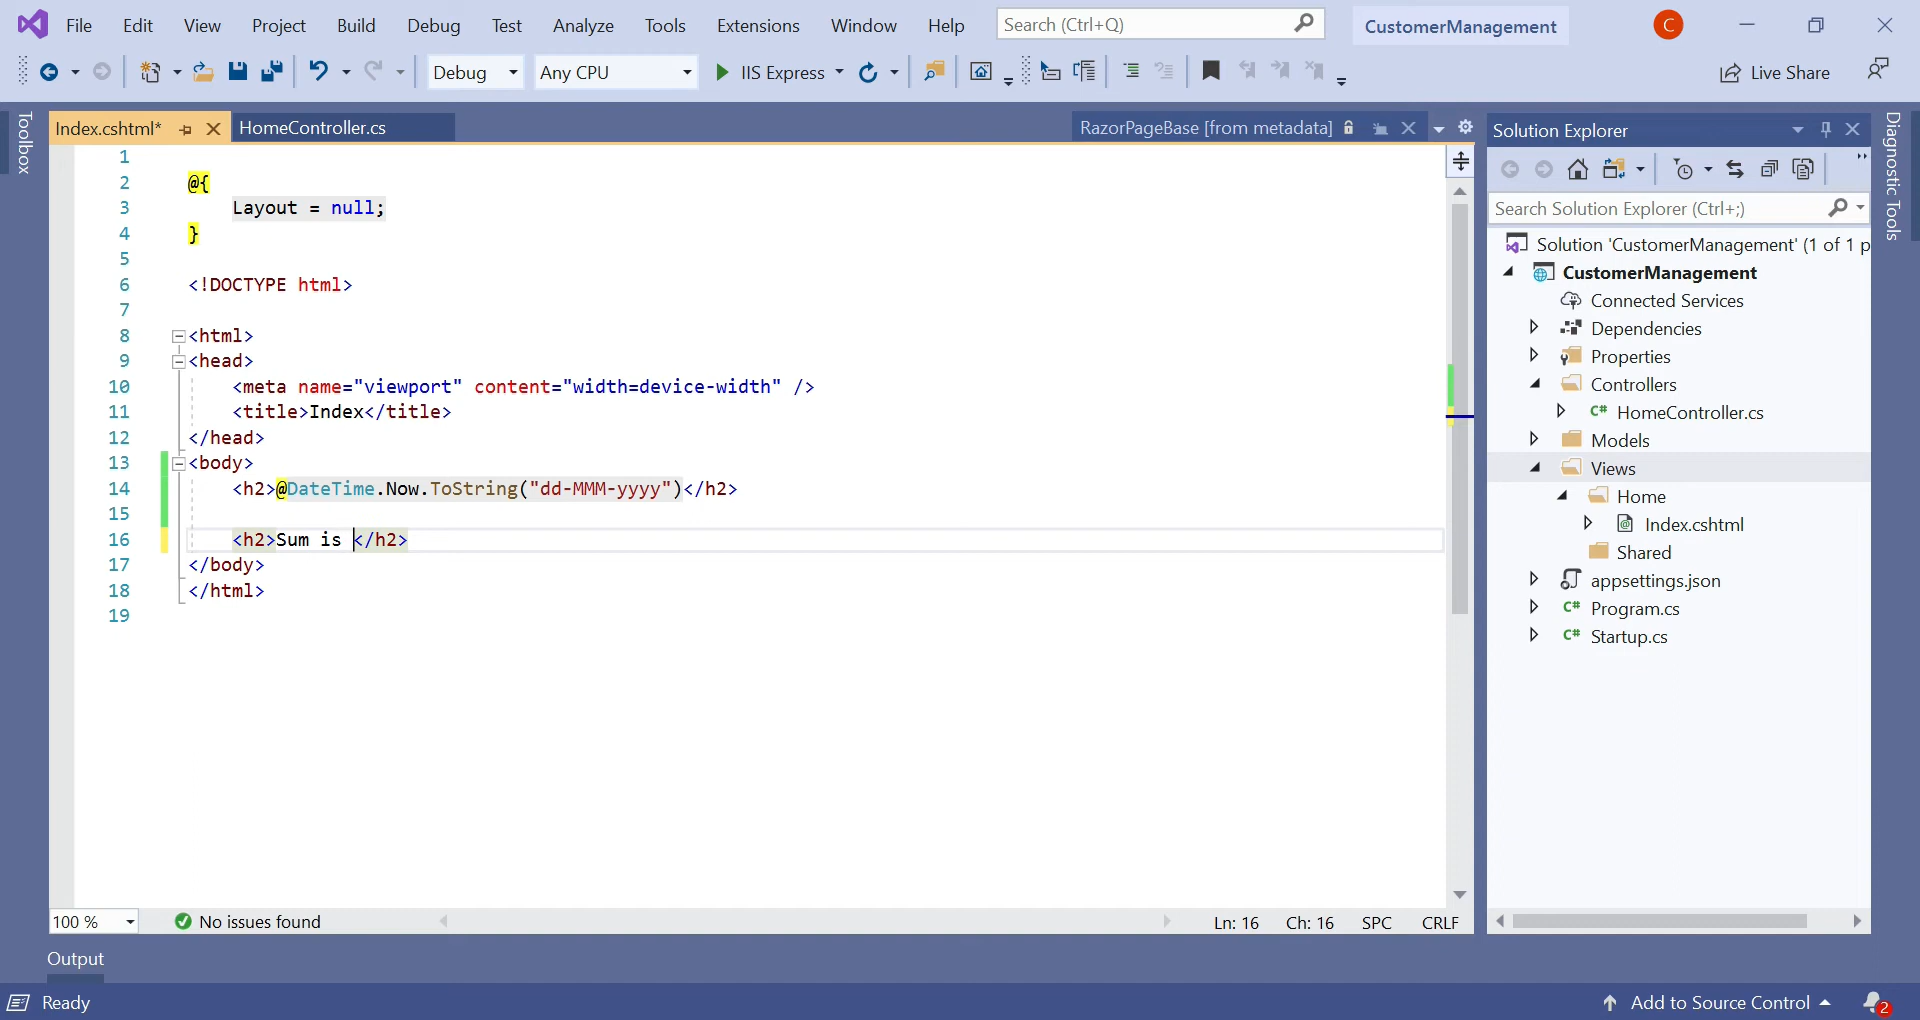 File Edit View Project Build Debug Test Analyze Tools Extensions Window Help Search (Ctrl+Q) CustomerManagement C
Debug Any CPU IIS Express Live Share
Toolbox
Index.cshtml* HomeController.cs RazorPageBase [from metadata]
1
2 @{
3 Layout = null;
4 }
5
6 <!DOCTYPE html>
7
8 <html>
9 <head>
10 <meta name="viewport" content="width=device-width" />
11 <title>Index</title>
12 </head>
13 <body>
14 <h2>@DateTime.Now.ToString("dd-MMM-yyyy")</h2>
15
16 <h2>Sum is </h2>
17 </body>
18 </html>
19
100 % No issues found Ln: 16 Ch: 16 SPC CRLF
Solution Explorer
Search Solution Explorer (Ctrl+;)
Solution 'CustomerManagement' (1 of 1 p
CustomerManagement
Connected Services
Dependencies
Properties
Controllers
C# HomeController.cs
Models
Views
Home
Index.cshtml
Shared
appsettings.json
C# Program.cs
C# Startup.cs
Diagnostic Tools
Output
Ready Add to Source Control 2